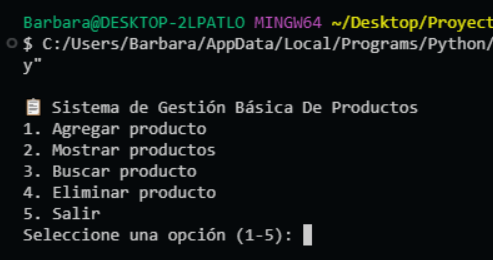 Barbara@DESKTOP-2LPATLO MINGW64 ~/Desktop/Proyect
$ C:/Users/Barbara/AppData/Local/Programs/Python/
y"
📋 Sistema de Gestión Básica De Productos
1. Agregar producto
2. Mostrar productos
3. Buscar producto
4. Eliminar producto
5. Salir
Seleccione una opción (1-5):